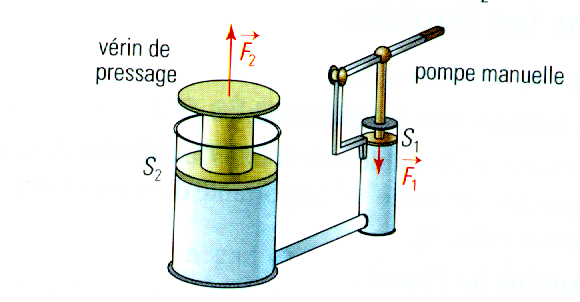 vérin de
pressage
F₂
pompe manuelle
S₂
S₁
F₁